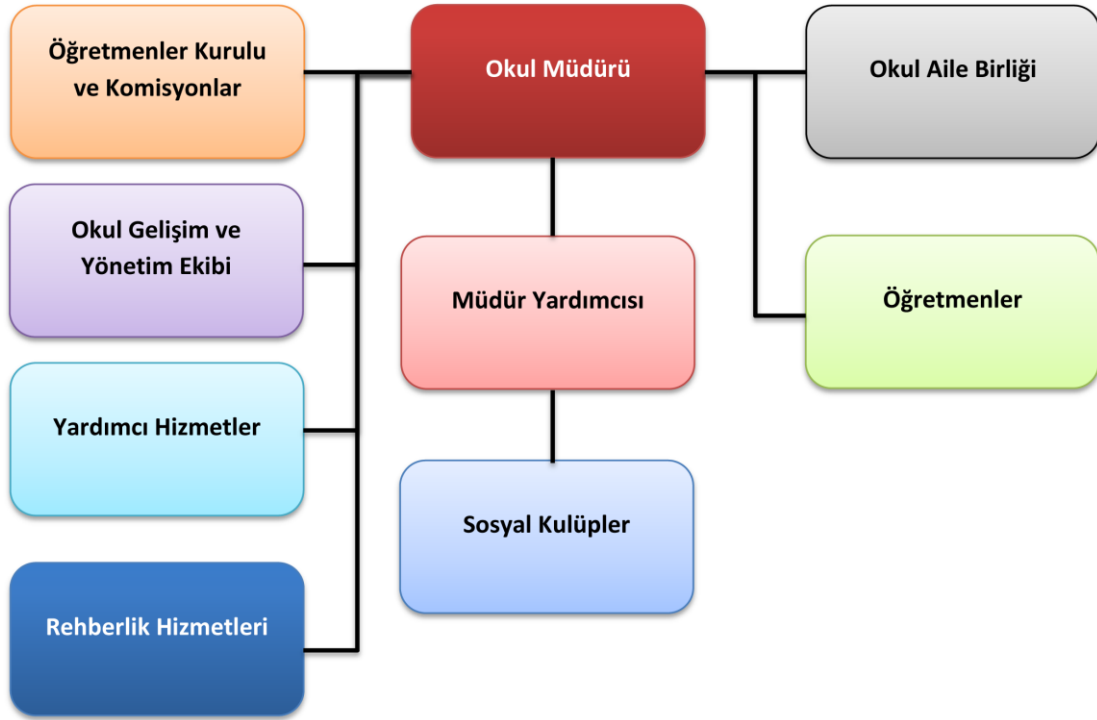 Öğretmenler Kurulu
ve Komisyonlar
Okul Müdürü
Okul Aile Birliği
Okul Gelişim ve
Yönetim Ekibi
Müdür Yardımcısı
Öğretmenler
Yardımcı Hizmetler
Sosyal Kulüpler
Rehberlik Hizmetleri